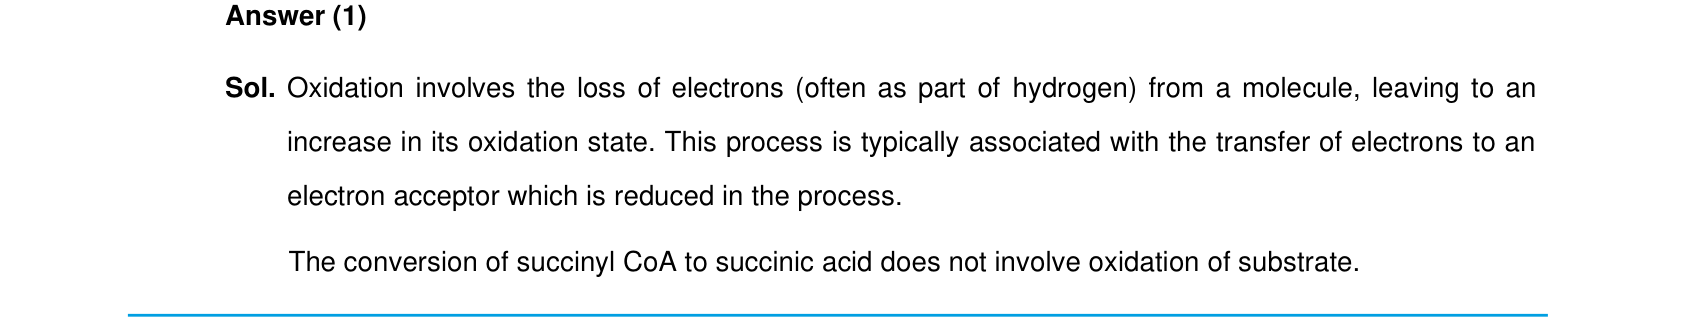 Answer (1)
Sol. Oxidation involves the loss of electrons (often as part of hydrogen) from a molecule, leaving to an
increase in its oxidation state. This process is typically associated with the transfer of electrons to an
electron acceptor which is reduced in the process.
The conversion of succinyl CoA to succinic acid does not involve oxidation of substrate.